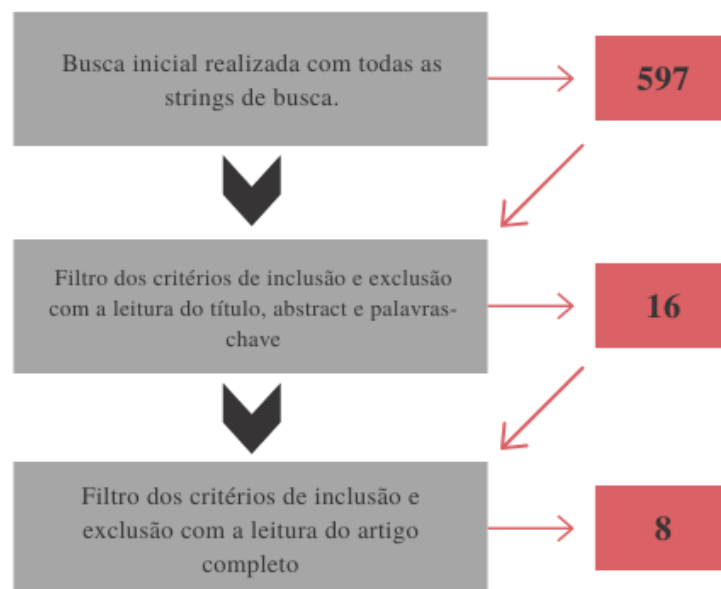 Busca inicial realizada com todas as
strings de busca.
597
Filtro dos critérios de inclusão e exclusão
com a leitura do título, abstract e palavras-
chave
16
Filtro dos critérios de inclusão e
exclusão com a leitura do artigo
completo
8